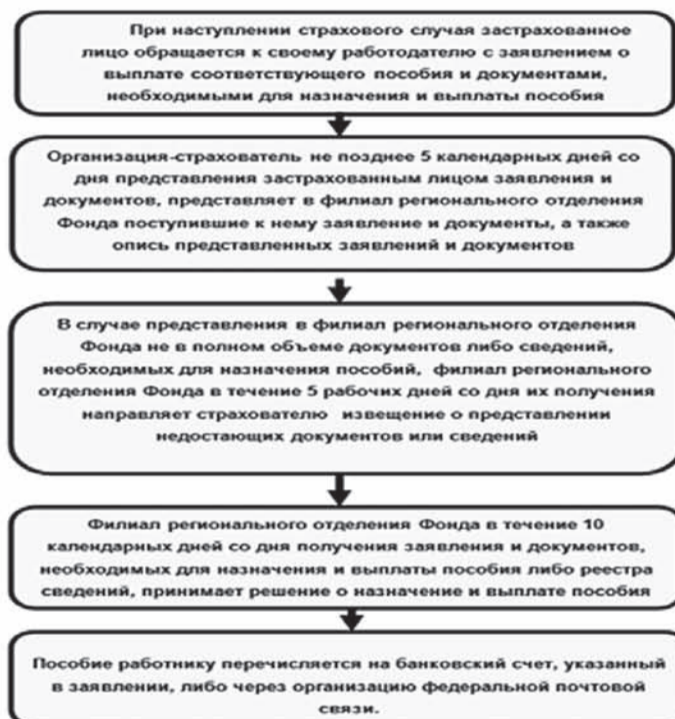 При наступлении страхового случая застрахованное
лицо обращается к своему работодателю с заявлением о
выплате соответствующего пособия и документами,
необходимыми для назначения и выплаты пособия
Организация-страхователь не позднее 5 календарных дней со
дня представления застрахованным лицом заявления и
документов, представляет в филиал регионального отделения
Фонда поступившие к нему заявление и документы, а также
опись представленных заявлений и документов
В случае представления в филиал регионального отделения
Фонда не в полном объеме документов либо сведений,
необходимых для назначения пособий, филиал регионального
отделения Фонда в течение 5 рабочих дней со дня их получения
направляет страхователю извещение о представлении
недостающих документов или сведений
Филиал регионального отделения Фонда в течение 10
календарных дней со дня получения заявления и документов,
необходимых для назначения и выплаты пособия либо реестра
сведений, принимает решение о назначение и выплате пособия
Пособие работнику перечисляется на банковский счет, указанный
в заявлении, либо через организацию федеральной почтовой
связи.